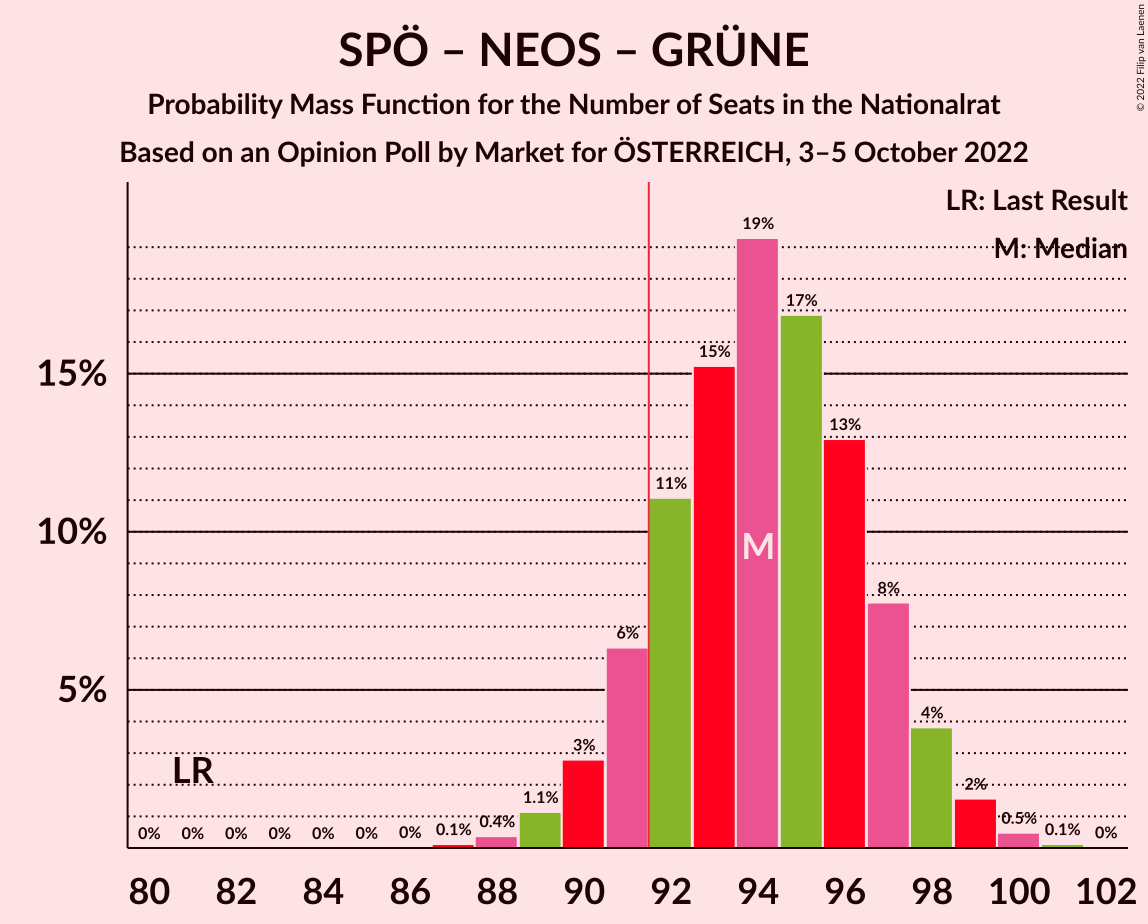 SPÖ – NEOS – GRÜNE
Probability Mass Function for the Number of Seats in the Nationalrat
Based on an Opinion Poll by Market for ÖSTERREICH, 3–5 October 2022
© 2022 Filip van Laenen
LR: Last Result
M: Median
15%
10%
5%
LR
M
0% 0% 0% 0% 0% 0% 0% 0.1% 0.4% 1.1% 3% 6% 11% 15% 19% 17% 13% 8% 4% 2% 0.5% 0.1% 0%
80 82 84 86 88 90 92 94 96 98 100 102